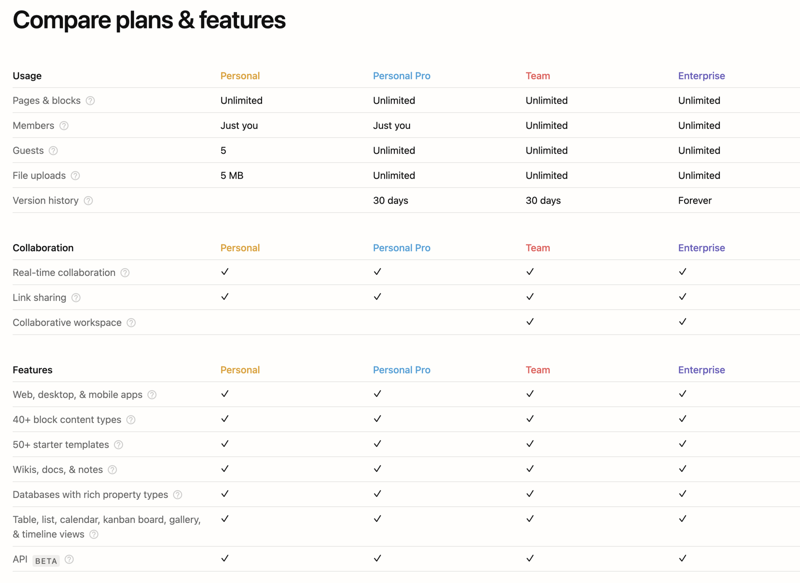 Compare plans & features
Usage Personal Personal Pro Team Enterprise
Pages & blocks Unlimited Unlimited Unlimited Unlimited
Members Just you Just you Unlimited Unlimited
Guests 5 Unlimited Unlimited Unlimited
File uploads 5 MB Unlimited Unlimited Unlimited
Version history 30 days 30 days Forever
Collaboration Personal Personal Pro Team Enterprise
Real-time collaboration ✓ ✓ ✓ ✓
Link sharing ✓ ✓ ✓ ✓
Collaborative workspace ✓ ✓
Features Personal Personal Pro Team Enterprise
Web, desktop, & mobile apps ✓ ✓ ✓ ✓
40+ block content types ✓ ✓ ✓ ✓
50+ starter templates ✓ ✓ ✓ ✓
Wikis, docs, & notes ✓ ✓ ✓ ✓
Databases with rich property types ✓ ✓ ✓ ✓
Table, list, calendar, kanban board, gallery, ✓ ✓ ✓ ✓
& timeline views
API BETA ✓ ✓ ✓ ✓